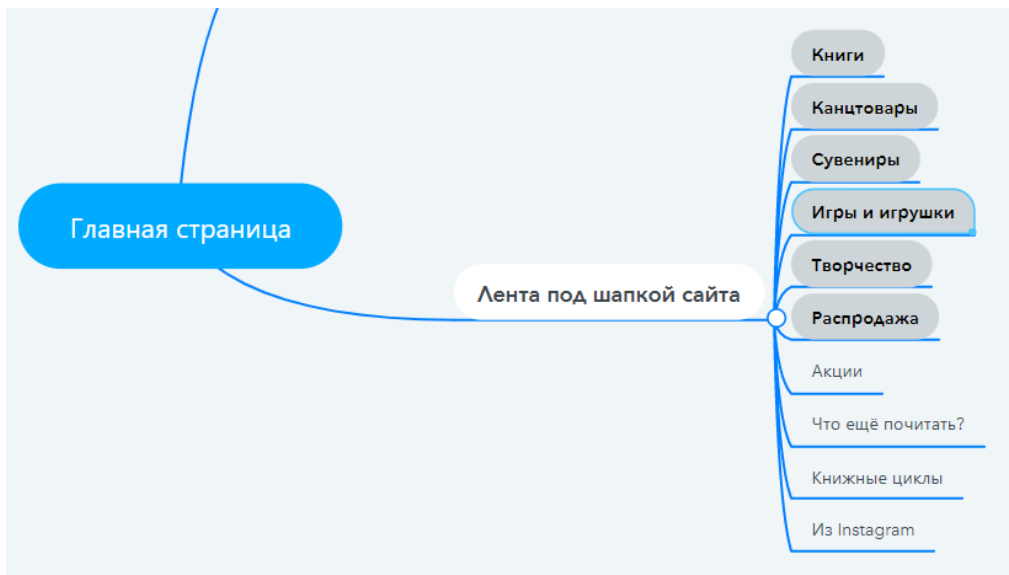 Главная страница
Лента под шапкой сайта
Книги
Канцтовары
Сувениры
Игры и игрушки
Творчество
Распродажа
Акции
Что ещё почитать?
Книжные циклы
Из Instagram